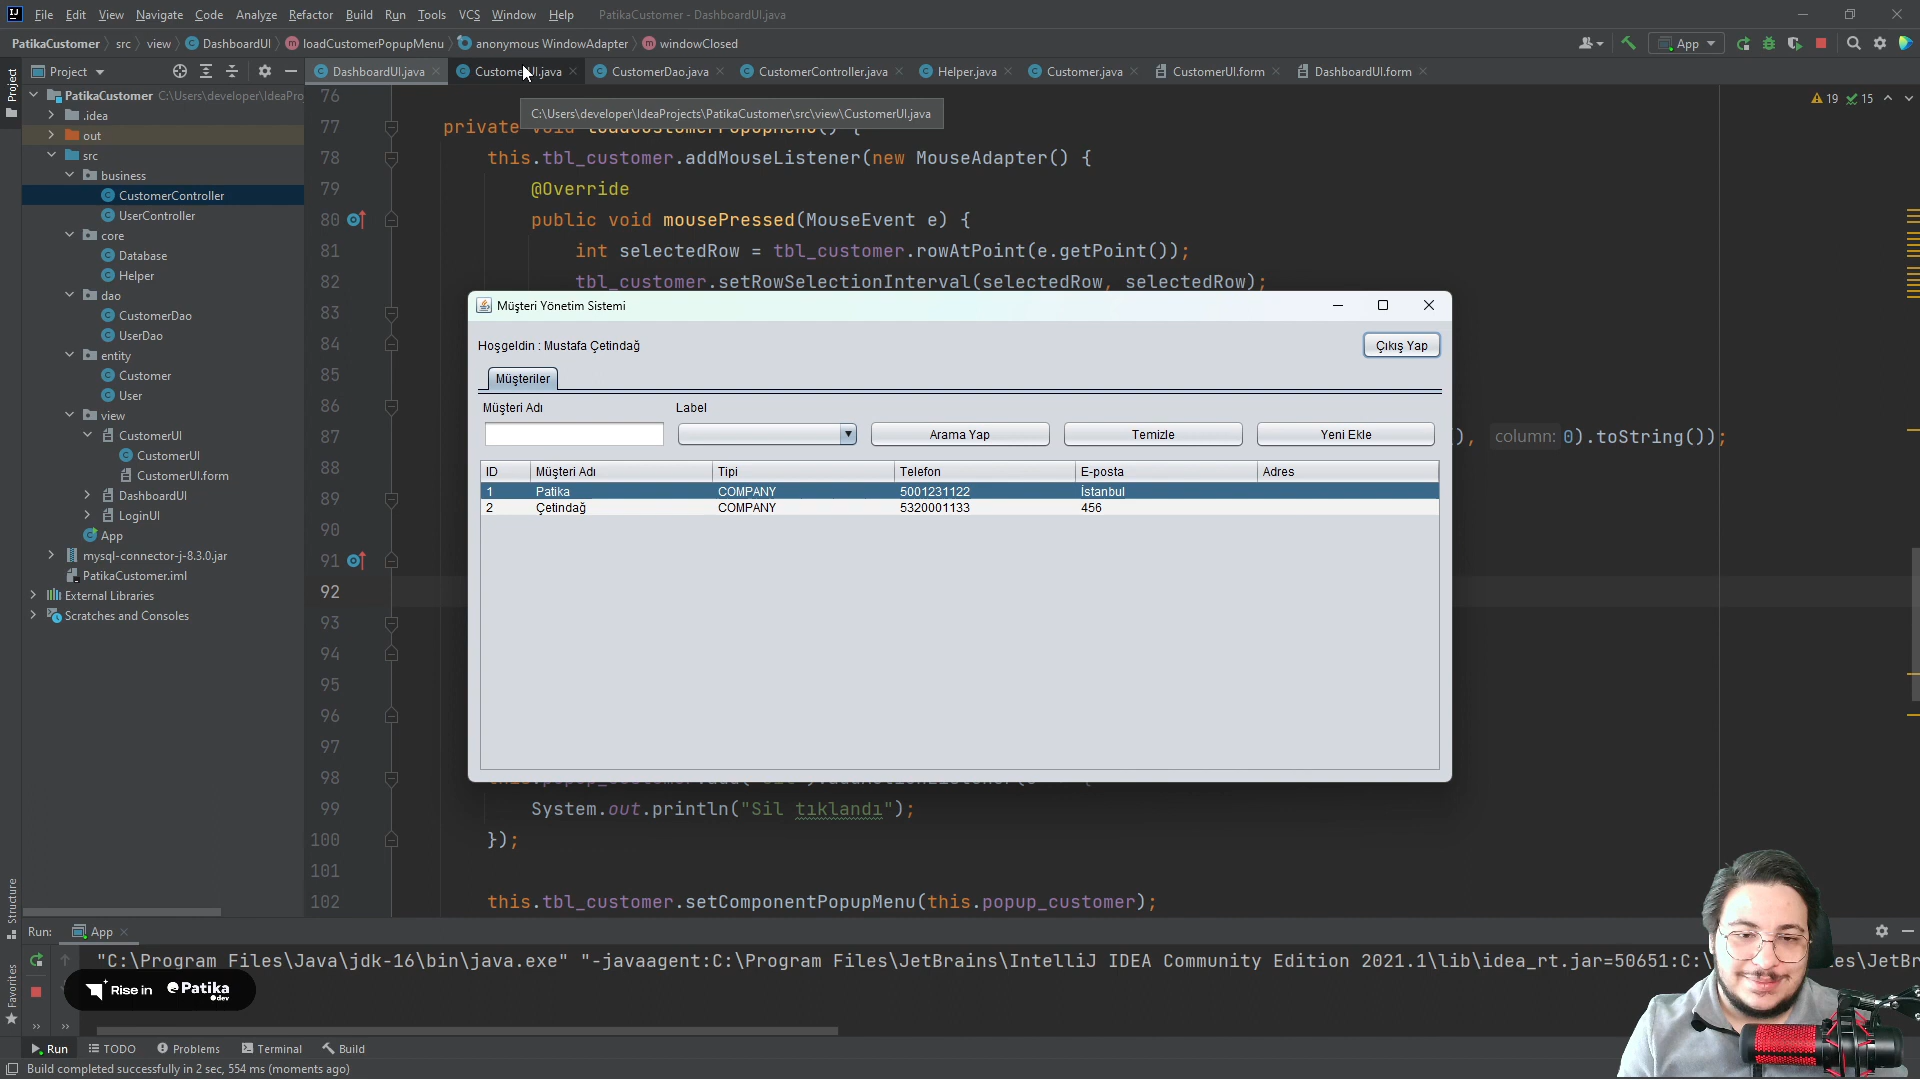 File Edit View Navigate Code Analyze Refactor Build Run Tools VCS Window Help PatikaCustomer - DashboardUI.java
PatikaCustomer src view DashboardUI loadCustomerPopupMenu anonymous WindowAdapter windowClosed App
Project DashboardUI.java CustomerUI.java CustomerDao.java CustomerController.java Helper.java Customer.java CustomerUI.form DashboardUI.form
Project
PatikaCustomer C:\Users\developer\IdeaPro
.idea
out
src
business
CustomerController
UserController
core
Database
Helper
dao
CustomerDao
UserDao
entity
Customer
User
view
CustomerUI
CustomerUI
CustomerUI.form
DashboardUI
LoginUI
App
mysql-connector-j-8.3.0.jar
PatikaCustomer.iml
External Libraries
Scratches and Consoles
Structure
Favorites
19 15
C:\Users\developer\IdeaProjects\PatikaCustomer\src\view\CustomerUI.java
76
77 private void loadCustomerPopupMenu() {
78 this.tbl_customer.addMouseListener(new MouseAdapter() {
79 @Override
80 public void mousePressed(MouseEvent e) {
81 int selectedRow = tbl_customer.rowAtPoint(e.getPoint());
82 tbl_customer.setRowSelectionInterval(selectedRow, selectedRow);
83
84
85
86
87 ), column: 0).toString());
88
89
90
91
92
93
94
95
96
97
98
99 System.out.println("Sil tıklandı");
100 });
101
102 this.tbl_customer.setComponentPopupMenu(this.popup_customer);
Müşteri Yönetim Sistemi
Hoşgeldin : Mustafa Çetindağ Çıkış Yap
Müşteriler
Müşteri Adı Label
Arama Yap Temizle Yeni Ekle
ID Müşteri Adı Tipi Telefon E-posta Adres
1 Patika COMPANY 5001231122 İstanbul
2 Çetindağ COMPANY 5320001133 456
Run: App
"C:\Program Files\Java\jdk-16\bin\java.exe" "-javaagent:C:\Program Files\JetBrains\IntelliJ IDEA Community Edition 2021.1\lib\idea_rt.jar=50651:C:\ es\JetBr
Rise in Patika.dev
Run TODO Problems Terminal Build
Build completed successfully in 2 sec, 554 ms (moments ago)